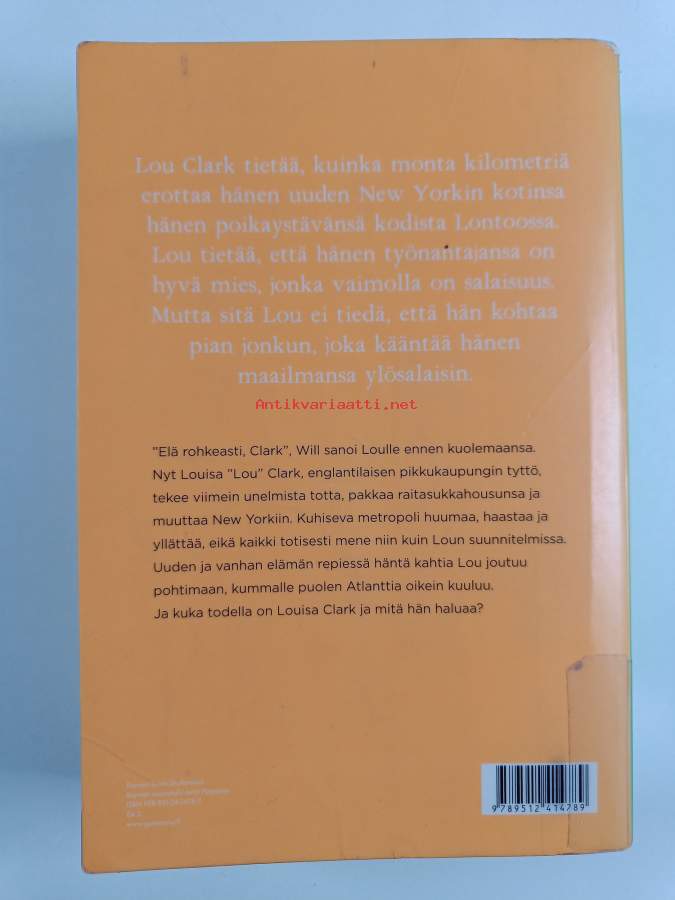 Lou Clark tietää, kuinka monta kilometriä
erottaa hänen uuden New Yorkin kotinsa
hänen poikaystävänsä kodista Lontoossa.
Lou tietää, että hänen työnantajansa on
hyvä mies, jonka vaimolla on salaisuus.
Mutta sitä Lou ei tiedä, että hän kohtaa
pian jonkun, joka kääntää hänen
maailmansa ylösalaisin.
Antikvariaatti.net
"Elä rohkeasti, Clark", Will sanoi Loulle ennen kuolemaansa.
Nyt Louisa "Lou" Clark, englantilaisen pikkukaupungin tyttö,
tekee viimein unelmista totta, pakkaa raitasukkahousunsa ja
muuttaa New Yorkiin. Kuhiseva metropoli huumaa, haastaa ja
yllättää, eikä kaikki totisesti mene niin kuin Loun suunnitelmissa.
Uuden ja vanhan elämän repiessä häntä kahtia Lou joutuu
pohtimaan, kummalle puolen Atlanttia oikein kuuluu.
Ja kuka todella on Louisa Clark ja mitä hän haluaa?
84.2
9 789512 414789